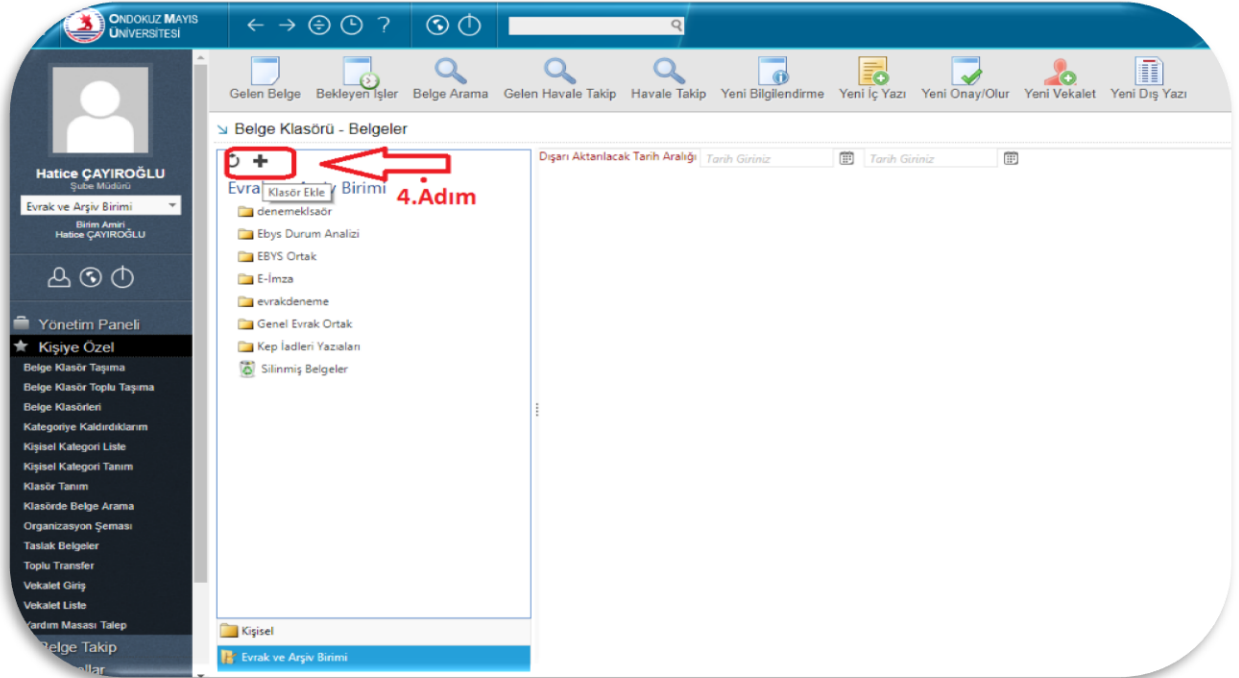 ONDOKUZ MAYIS
ÜNİVERSİTESİ
Gelen Belge Bekleyen İşler Belge Arama Gelen Havale Takip Havale Takip Yeni Bilgilendirme Yeni İç Yazı Yeni Onay/Olur Yeni Vekalet Yeni Dış Yazı
Belge Klasörü - Belgeler
Dışarı Aktarılacak Tarih Aralığı Tarih Giriniz Tarih Giriniz
4.Adım
Klasör Ekle
Birimi
denemeklsaör
Ebys Durum Analizi
EBYS Ortak
E-İmza
evrakdeneme
Genel Evrak Ortak
Kep İadleri Yazıaları
Silinmiş Belgeler
Kişisel
Evrak ve Arşiv Birimi
Hatice ÇAYIROĞLU
Şube Müdürü
Evrak ve Arşiv Birimi
Birim Amiri
Hatice ÇAYIROĞLU
Yönetim Paneli
Kişiye Özel
Belge Klasör Taşıma
Belge Klasör Toplu Taşıma
Belge Klasörleri
Kategoriye Kaldırdıklarım
Kişisel Kategori Liste
Kişisel Kategori Tanım
Klasör Tanım
Klasörde Belge Arama
Organizasyon Şeması
Taslak Belgeler
Toplu Transfer
Vekalet Giriş
Vekalet Liste
Yardım Masası Talep
Belge Takip